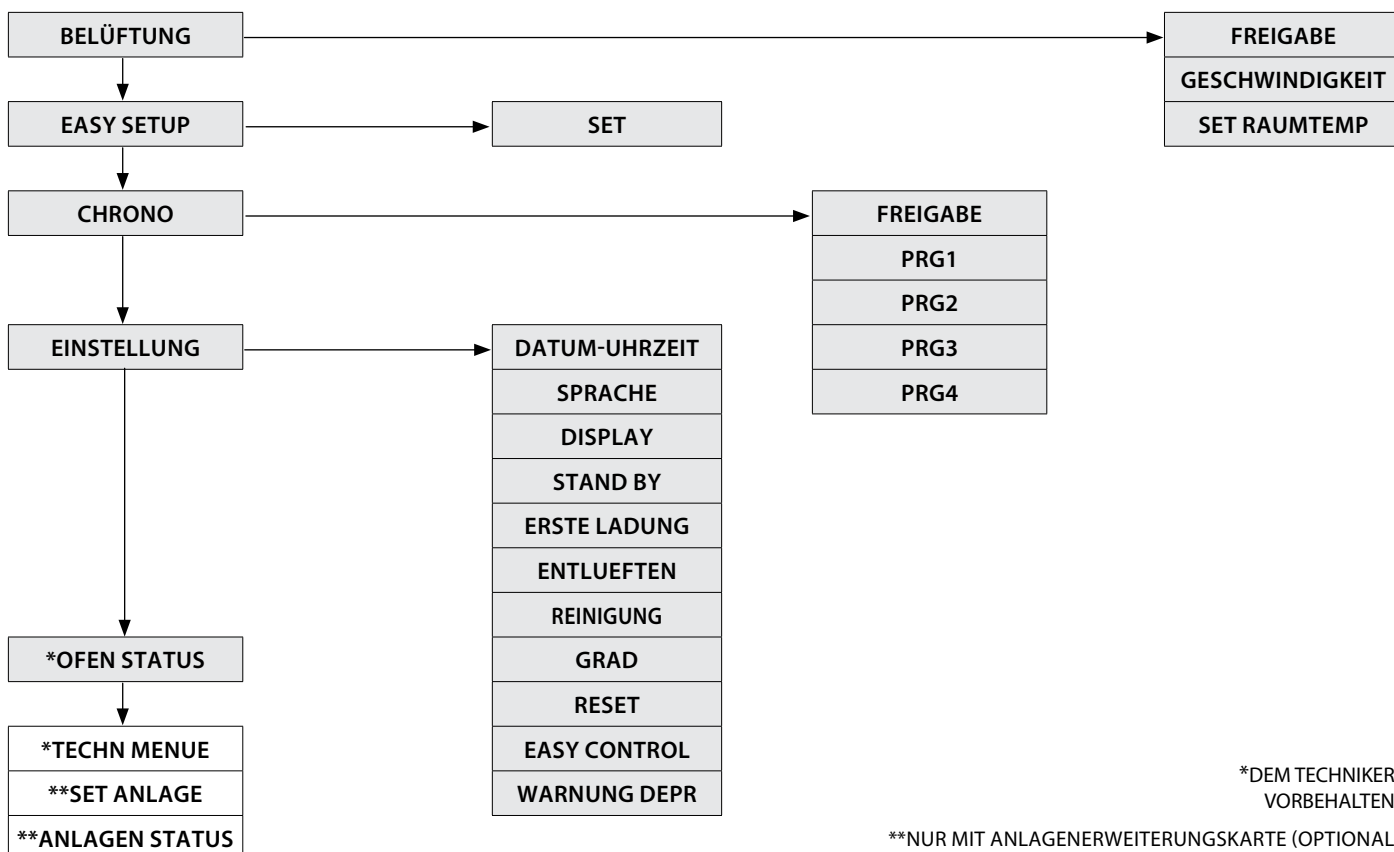 BELÜFTUNG
FREIGABE
GESCHWINDIGKEIT
SET RAUMTEMP
EASY SETUP
SET
CHRONO
FREIGABE
PRG1
PRG2
PRG3
PRG4
EINSTELLUNG
DATUM-UHRZEIT
SPRACHE
DISPLAY
STAND BY
ERSTE LADUNG
ENTLUEFTEN
REINIGUNG
GRAD
RESET
EASY CONTROL
WARNUNG DEPR
*OFEN STATUS
*TECHN MENUE
**SET ANLAGE
**ANLAGEN STATUS
*DEM TECHNIKER
VORBEHALTEN
**NUR MIT ANLAGENERWEITERUNGSKARTE (OPTIONAL